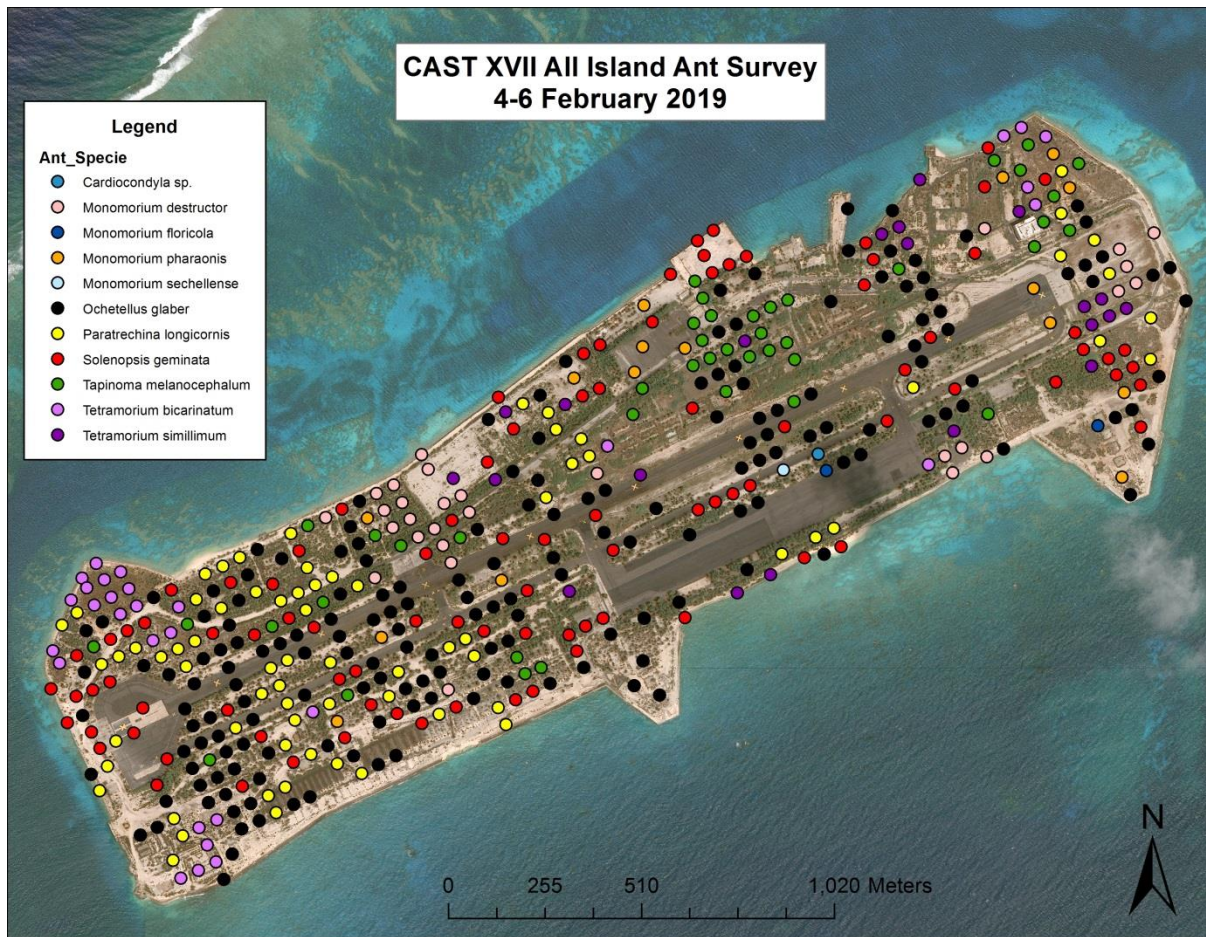 CAST XVII All Island Ant Survey
4-6 February 2019
Legend
Ant_Specie
Cardiocondyla sp.
Monomorium destructor
Monomorium floricola
Monomorium pharaonis
Monomorium sechellense
Ochetellus glaber
Paratrechina longicornis
Solenopsis geminata
Tapinoma melanocephalum
Tetramorium bicarinatum
Tetramorium simillimum
N
0 255 510 1,020 Meters